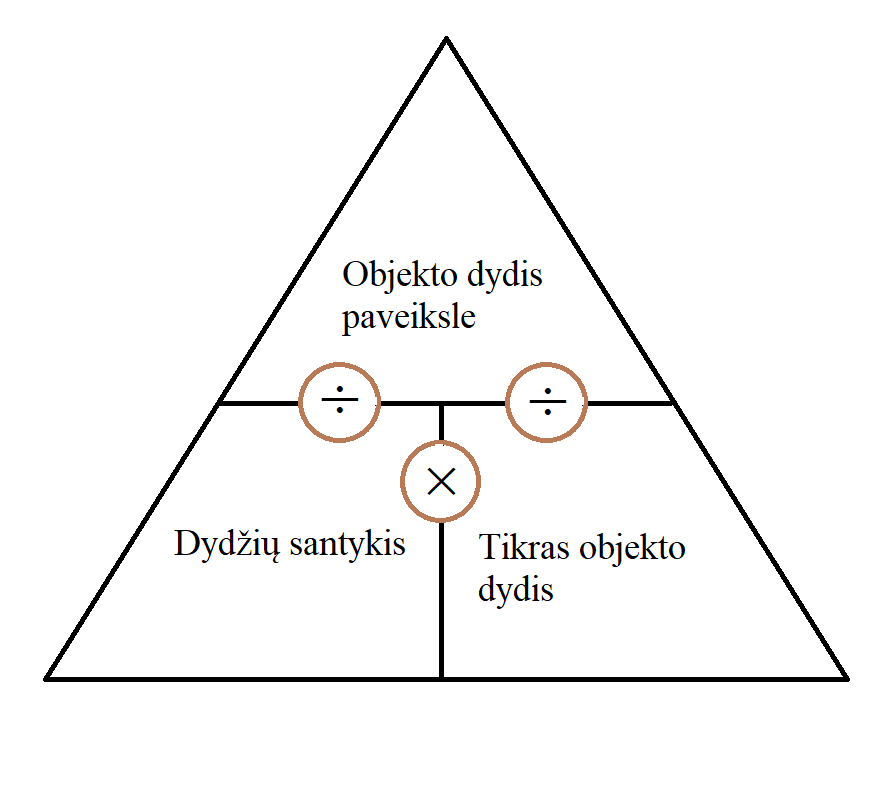 Objekto dydis
paveiksle
÷ ÷
×
Dydžių santykis
Tikras objekto
dydis